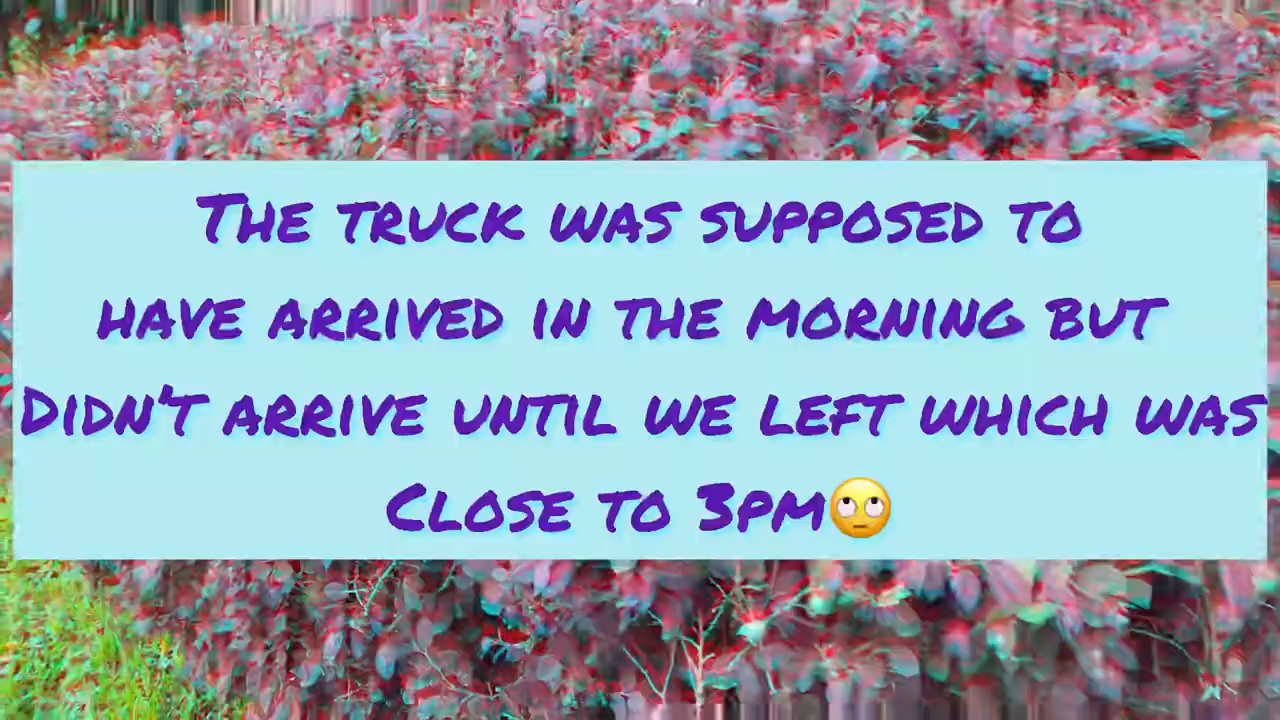 The truck was supposed to
have arrived in the morning but
Didn't arrive until we left which was
Close to 3pm🙄